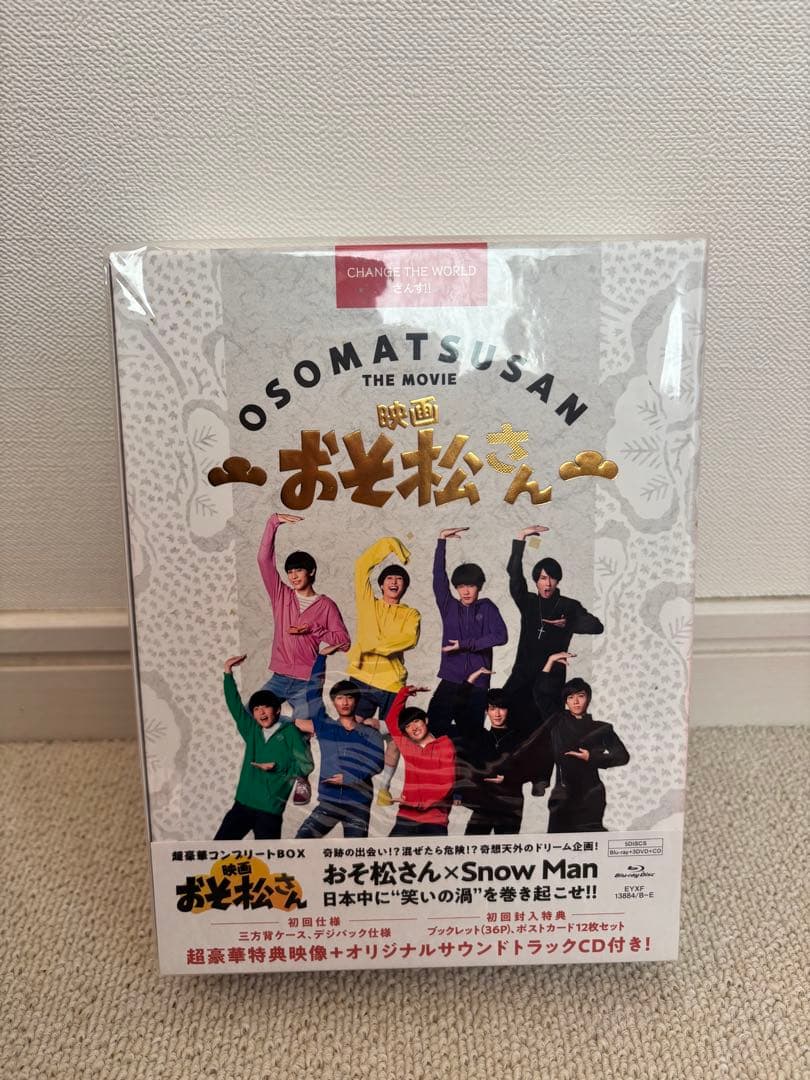 CHANGE THE WORLD
ざんす!!
OSOMATSUSAN
THE MOVIE
映画
おそ松さん
超豪華コンプリートBOX
映画
おそ松さん
奇跡の出会い!?混ぜたら危険!?奇想天外のドリーム企画!
おそ松さん×Snow Man
日本中に“笑いの渦”を巻き起こせ!!
5DISCS
Blu-ray+3DVD+CD
Blu-ray Disc
EYXF
13884/B~E
初回仕様
三方背ケース、デジパック仕様
初回封入特典
ブックレット(36P)、ポストカード12枚セット
超豪華特典映像+オリジナルサウンドトラックCD付き!